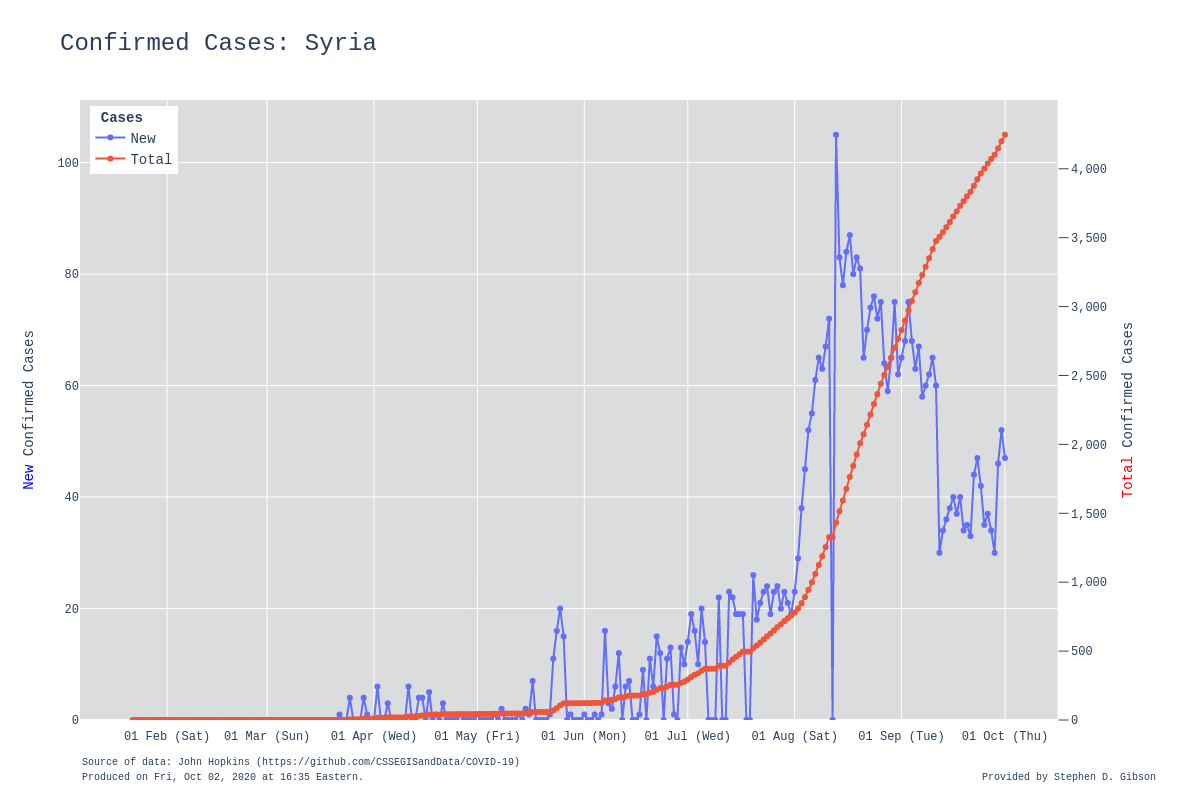 Confirmed Cases: Syria
Cases
New
Total
100
80
60
40
20
0
4,000
3,500
3,000
2,500
2,000
1,500
1,000
500
0
New Confirmed Cases
Total Confirmed Cases
01 Feb (Sat) 01 Mar (Sun) 01 Apr (Wed) 01 May (Fri) 01 Jun (Mon) 01 Jul (Wed) 01 Aug (Sat) 01 Sep (Tue) 01 Oct (Thu)
Source of data: John Hopkins (https://github.com/CSSEGISandData/COVID-19)
Produced on Fri, Oct 02, 2020 at 16:35 Eastern.
Provided by Stephen D. Gibson